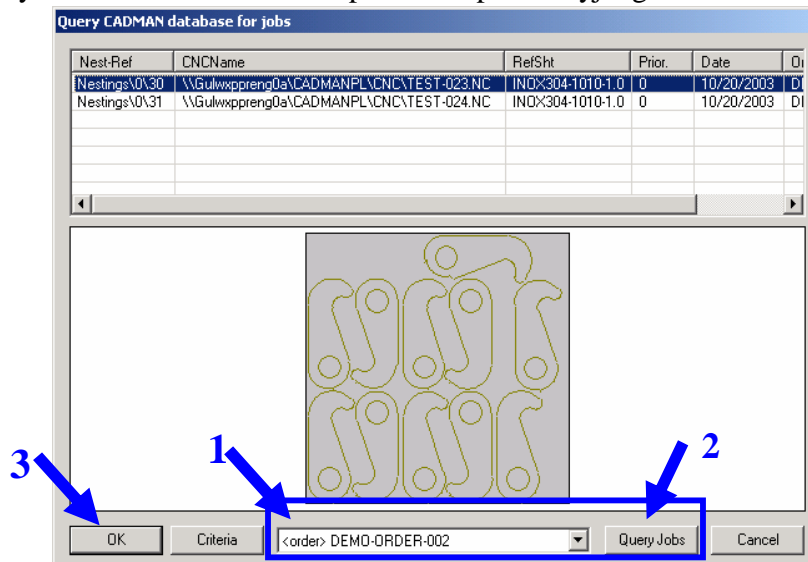 Query CADMAN database for jobs
Nest-Ref CNCName RefSht Prior. Date
Nestings\0\30 \\Gulwxppreng0a\CADMANPL\CNC\TEST-023.NC INOX304-1010-1.0 0 10/20/2003
Nestings\0\31 \\Gulwxppreng0a\CADMANPL\CNC\TEST-024.NC INOX304-1010-1.0 0 10/20/2003
3 1 2
OK Criteria <order> DEMO-ORDER-002 Query Jobs Cancel